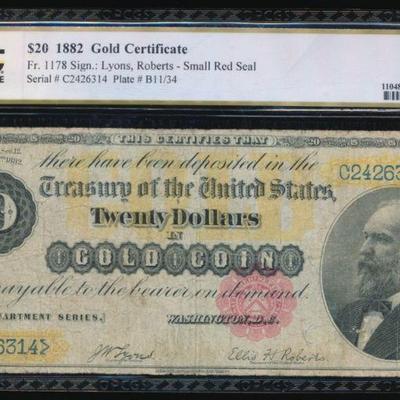 $20 1882 Gold Certificate
Fr. 1178 Sign.: Lyons, Roberts - Small Red Seal
Serial # C2426314 Plate # B11/34
11048
THIS CERTIFIES THAT
there have been deposited in the
C24263
Treasury of the United States,
Twenty Dollars
IN
GOLD COIN
payable to the bearer on demand.
DEPARTMENT SERIES.
WASHINGTON, D.C.
6314
Ellis H. Roberts